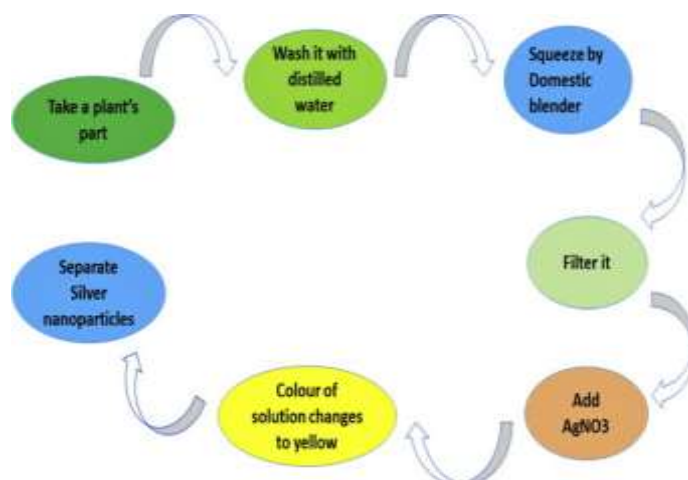 Take a plant's
part
Wash it with
distilled
water
Squeeze by
Domestic
blender
Filter it
Add
AgNO3
Colour of
solution changes
to yellow
Separate
Silver
nanoparticles